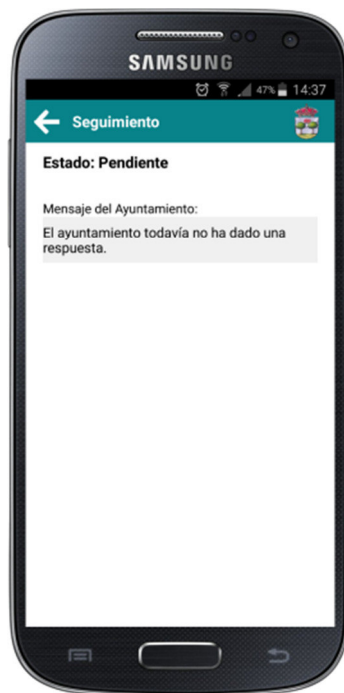 SAMSUNG
47% 14:37
Seguimiento
Estado: Pendiente
Mensaje del Ayuntamiento:
El ayuntamiento todavía no ha dado una
respuesta.